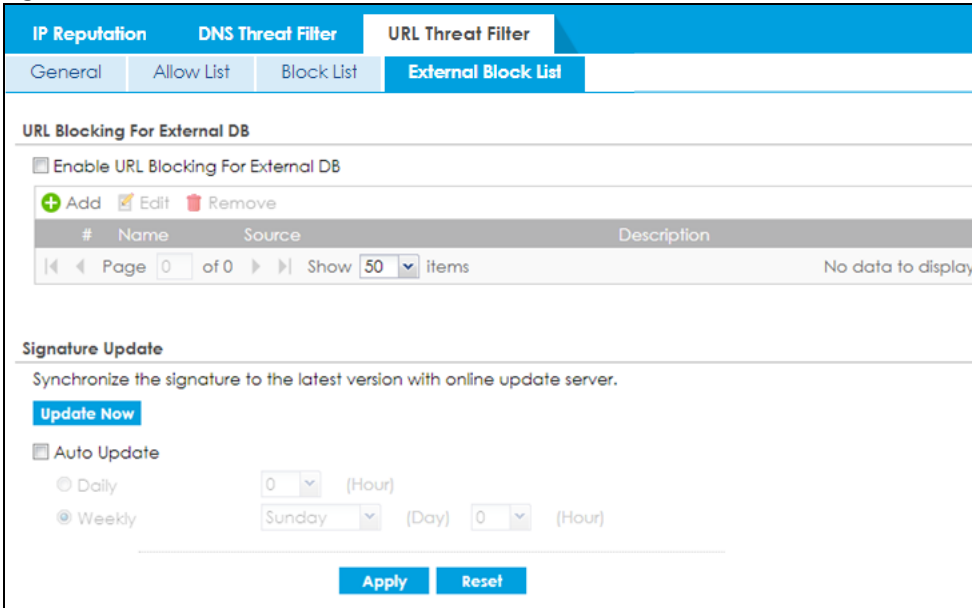 IP Reputation DNS Threat Filter URL Threat Filter
General Allow List Block List External Block List
URL Blocking For External DB
Enable URL Blocking For External DB
Add Edit Remove
# Name Source Description
Page 0 of 0 Show 50 items No data to display
Signature Update
Synchronize the signature to the latest version with online update server.
Update Now
Auto Update
Daily 0 (Hour)
Weekly Sunday (Day) 0 (Hour)
Apply Reset